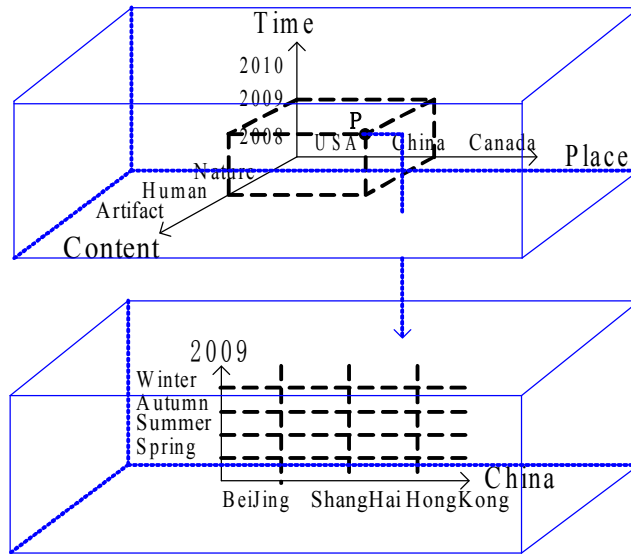 Time
2010
2009
P
2008 USA China Canada
Place
Nature
Human
Artifact
Content
2009
Winter
Autumn
Summer
Spring
China
BeiJing ShangHai HongKong